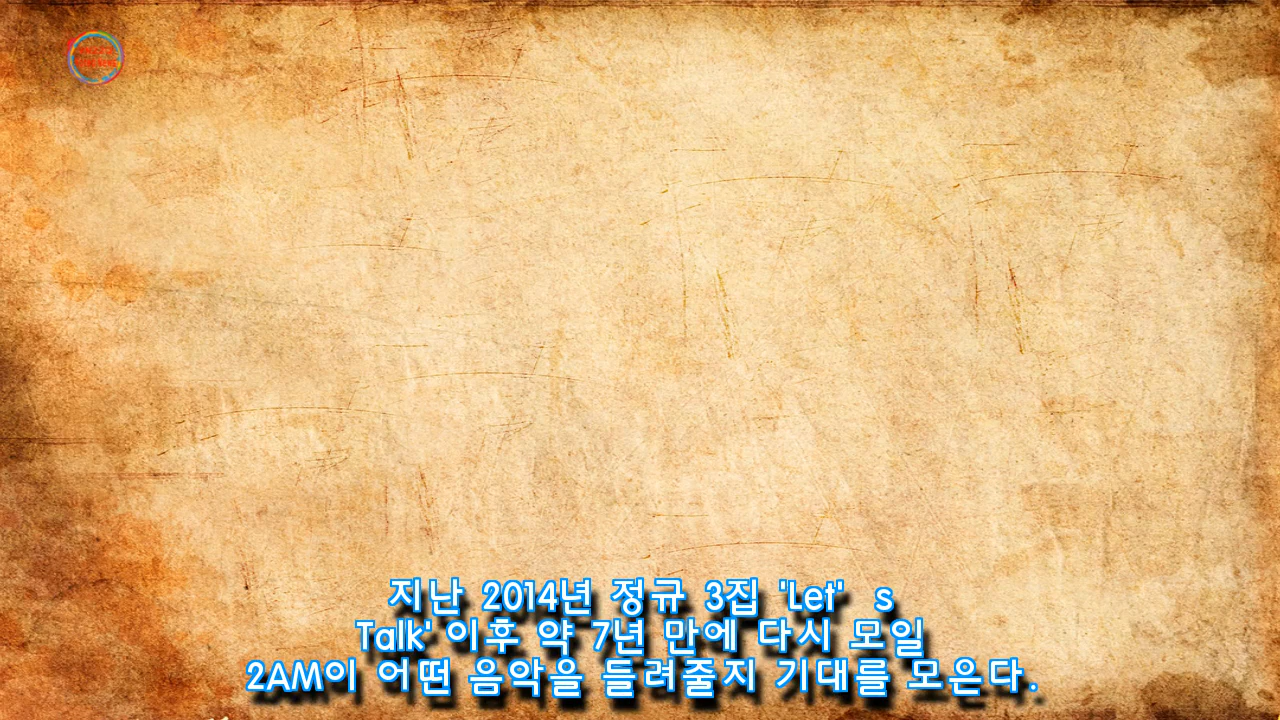 지난 2014년 정규 3집 'Let'  s
Talk' 이후 약 7년 만에 다시 모일
2AM이 어떤 음악을 들려줄지 기대를 모은다.